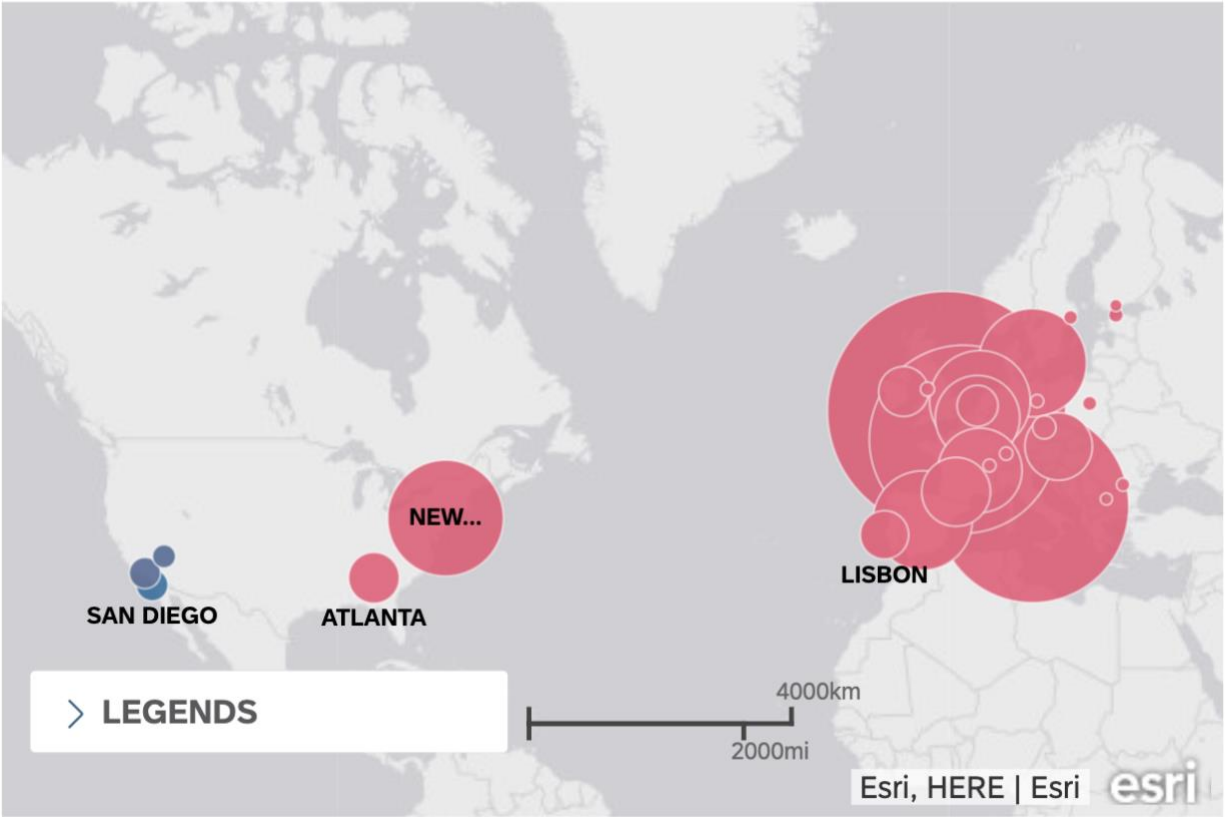 NEW...
LISBON
SAN DIEGO
ATLANTA
LEGENDS
4000km
2000mi
Esri, HERE | Esri
esri